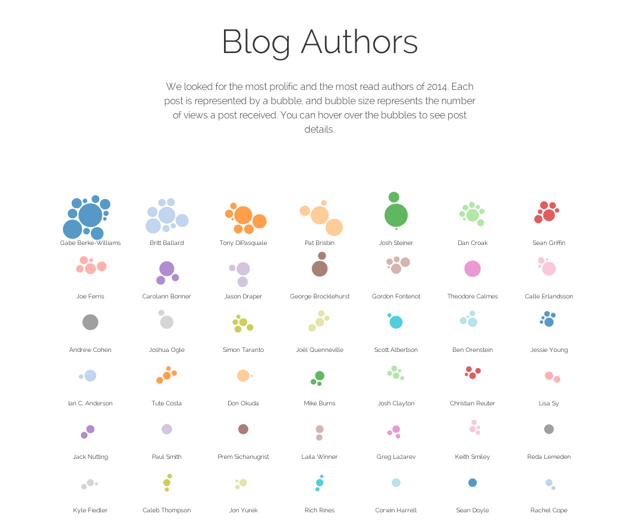 Blog Authors
We looked for the most prolific and the most read authors of 2014. Each
post is represented by a bubble, and bubble size represents the number
of views a post received. You can hover over the bubbles to see post
details.
Gabe Berke-Williams Britt Ballard Tony DiPasquale Pat Brisbin Josh Steiner Dan Croak Sean Griffin
Joe Ferris Carolann Bonner Jason Draper George Brocklehurst Gordon Fontenot Theodore Calmes Calle Erlandsson
Andrew Cohen Joshua Ogle Simon Taranto Joël Quenneville Scott Albertson Ben Orenstein Jessie Young
Ian C. Anderson Tute Costa Don Okuda Mike Burns Josh Clayton Christian Reuter Lisa Sy
Jack Nutting Paul Smith Prem Sichanugrist Laila Winner Greg Lazarev Keith Smiley Reda Lemeden
Kyle Fiedler Caleb Thompson Jon Yurek Rich Rines Corwin Harrell Sean Doyle Rachel Cope